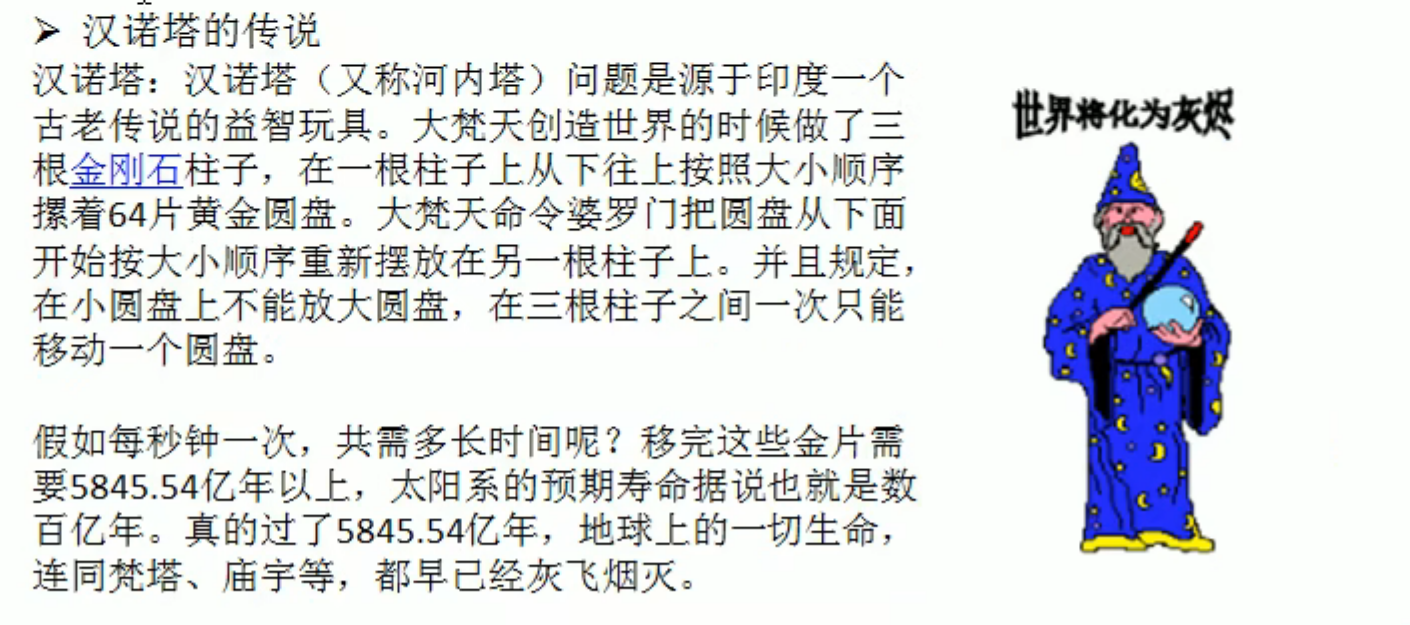 ➢ 汉诺塔的传说
汉诺塔：汉诺塔（又称河内塔）问题是源于印度一个
古老传说的益智玩具。大梵天创造世界的时候做了三
根金刚石柱子，在一根柱子上从下往上按照大小顺序
摞着64片黄金圆盘。大梵天命令婆罗门把圆盘从下面
开始按大小顺序重新摆放在另一根柱子上。并且规定，
在小圆盘上不能放大圆盘，在三根柱子之间一次只能
移动一个圆盘。
假如每秒钟一次，共需多长时间呢？移完这些金片需
要5845.54亿年以上，太阳系的预期寿命据说也就是数
百亿年。真的过了5845.54亿年，地球上的一切生命，
连同梵塔、庙宇等，都早已经灰飞烟灭。
世界将化为灰烬